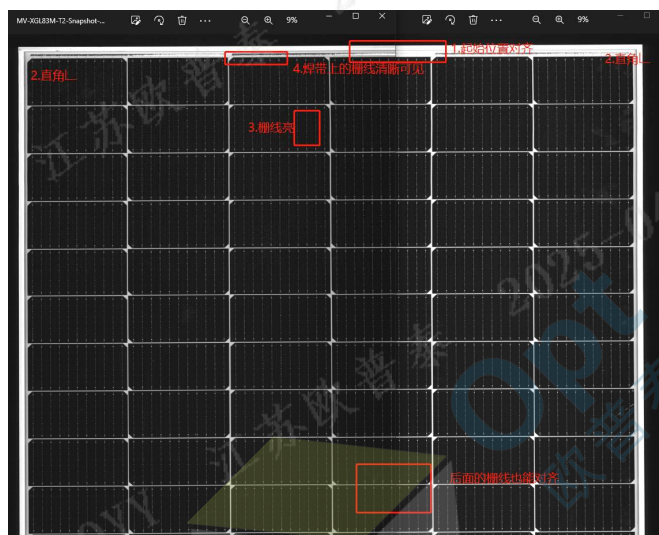 MV-XGL83M-T2-Snapshot-...
9%
9%
1.起始位置对齐
2.直角∟
2.直角∟
4.焊带上的栅线清晰可见
3.栅线亮
江苏欧普泰
2025-04
江苏欧普泰
Opt
欧普泰
后面的栅线也能对齐